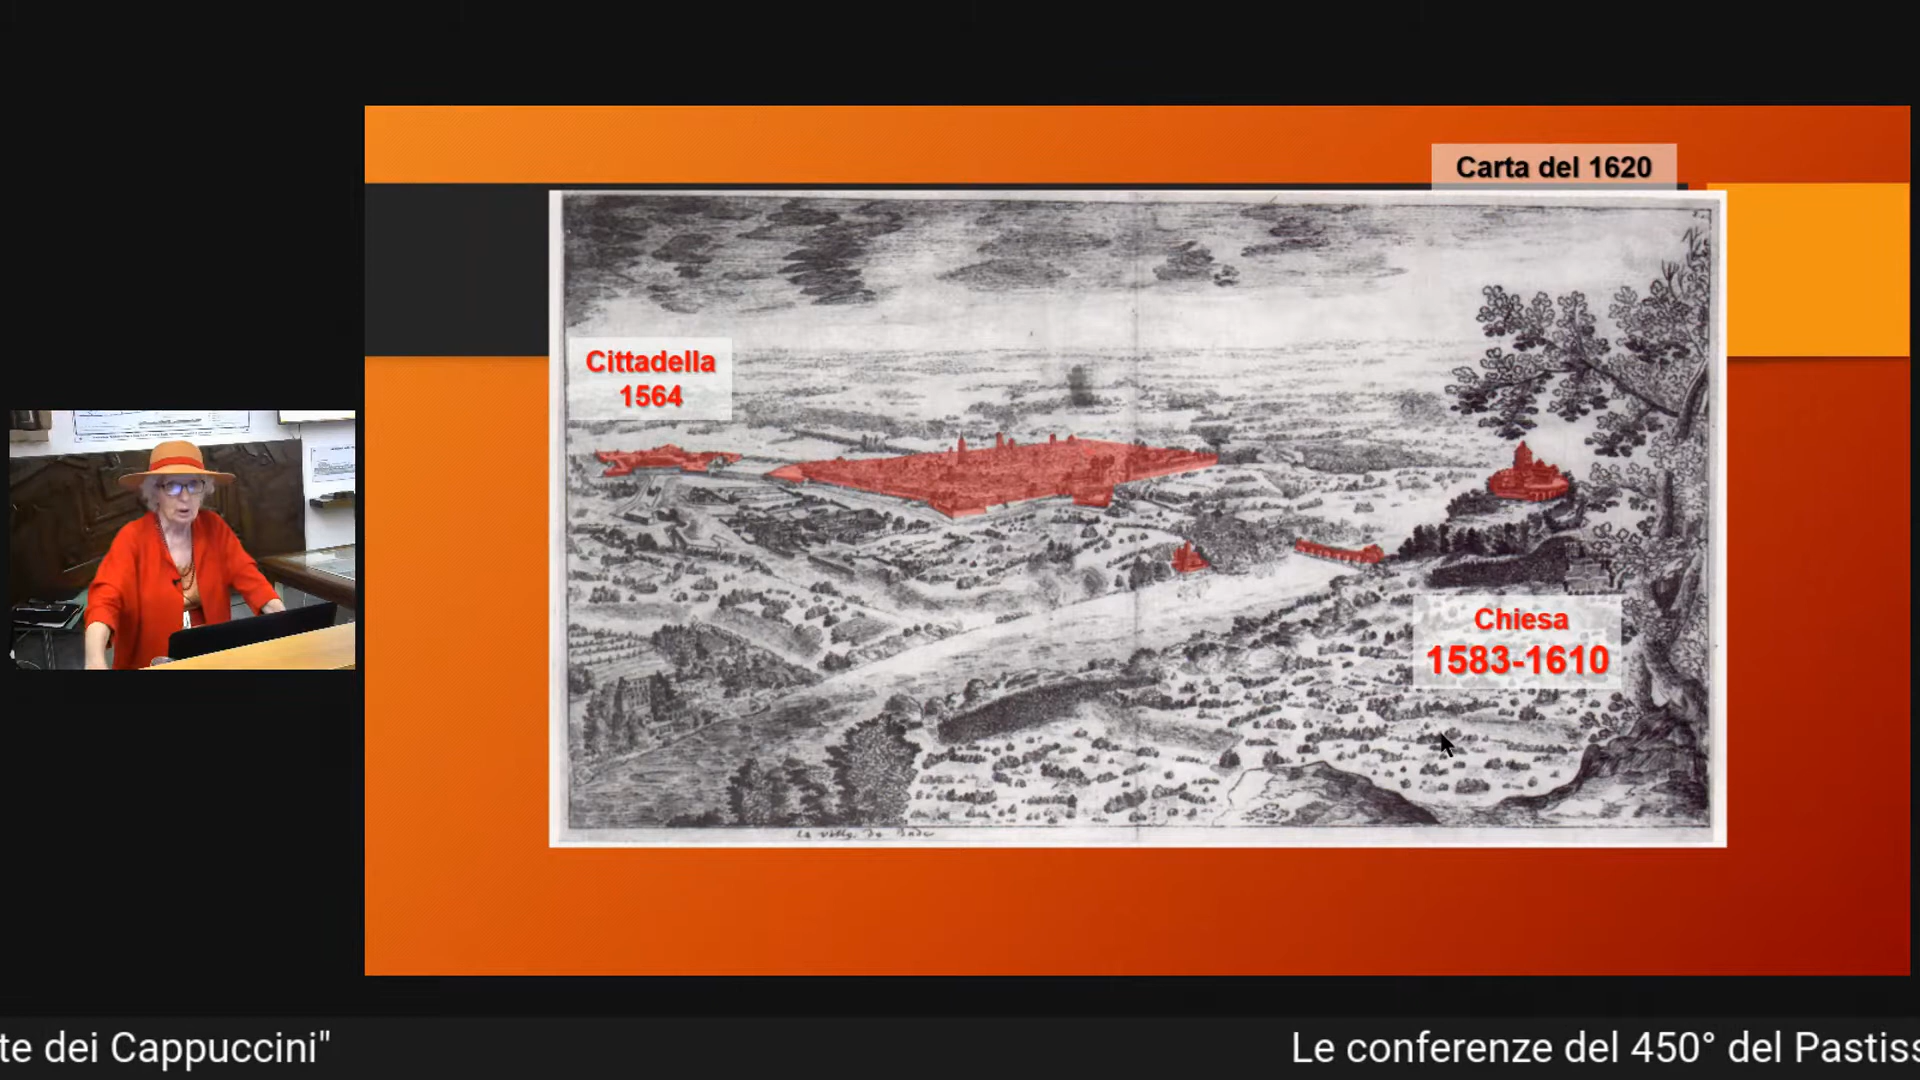 Carta del 1620
Cittadella
1564
Chiesa
1583-1610
te dei Cappuccini"
Le conferenze del 450° del Pastiss